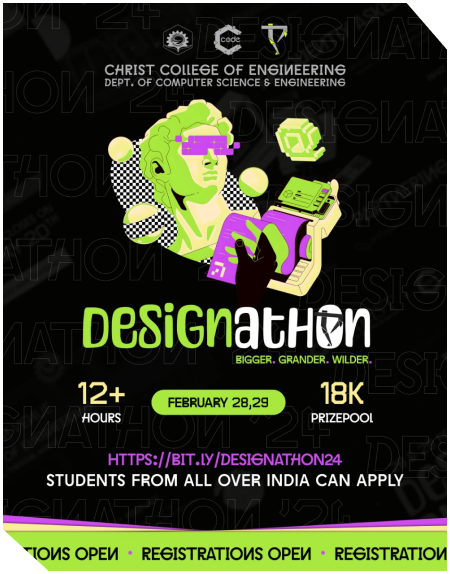 code
CHRIST COLLEGE OF ENGINEERING
DEPT. OF COMPUTER SCIENCE & ENGINEERING
DESiGNATHON
BIGGER. GRANDER. WILDER.
12+
HOURS
FEBRUARY 28,29
18K
PRIZEPOOL
HTTPS://BIT.LY/DESIGNATHON24
STUDENTS FROM ALL OVER INDIA CAN APPLY
TIONS OPEN • REGISTRATIONS OPEN • REGISTRATION